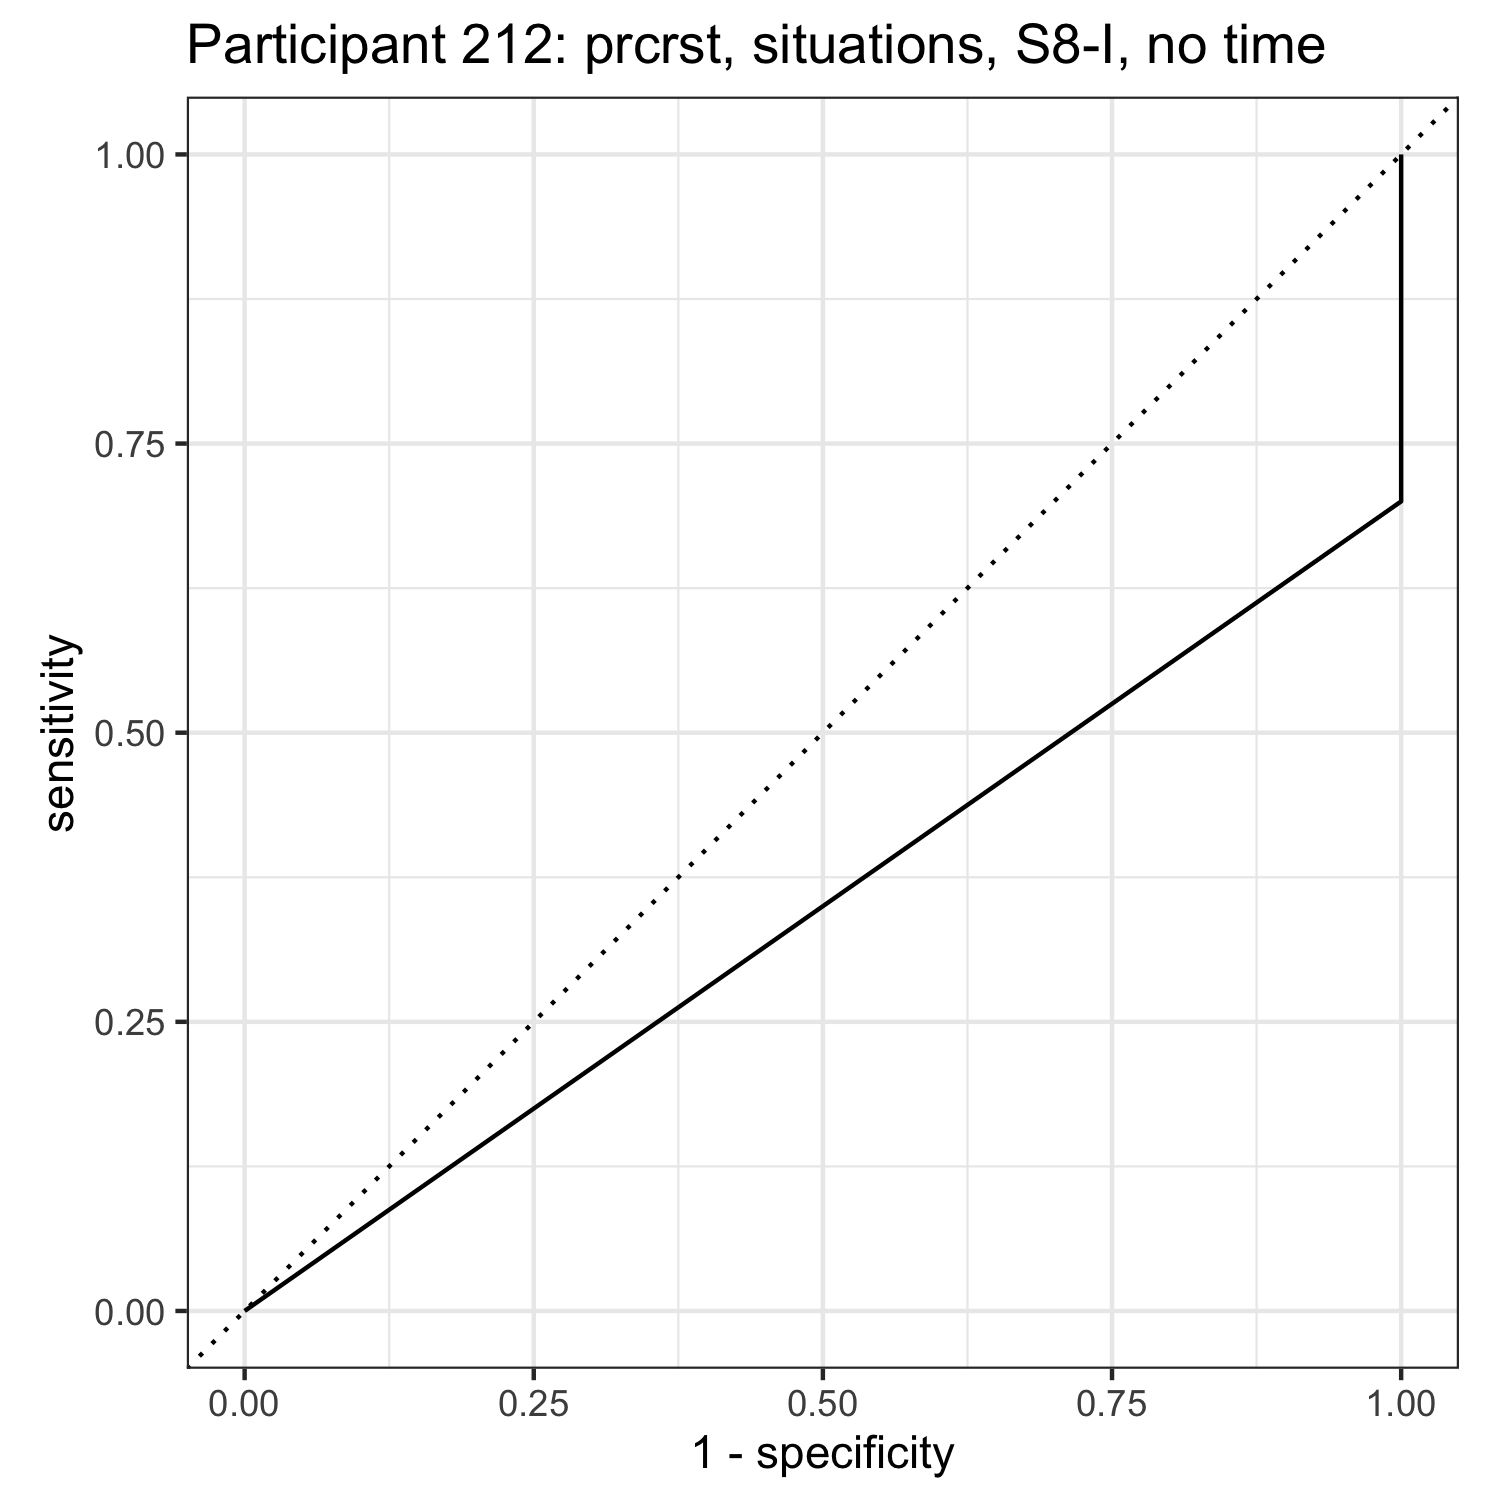 Participant 212: prcrst, situations, S8-I, no time
1.00
0.75
0.50
0.25
0.00
sensitivity
0.00 0.25 0.50 0.75 1.00
1 - specificity